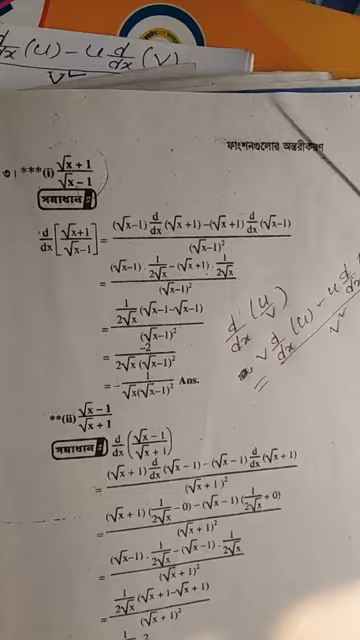 d/dx (u) - u d/dx (v)
v²
ফাংশনগুলোর অন্তরীকরণ
৩। ***(i) (√x + 1)/(√x − 1)
সমাধান :
d/dx [(√x+1)/(√x−1)] = ((√x−1) d/dx (√x+1) − (√x+1) d/dx (√x−1))/(√x−1)²
= ((√x−1) . 1/(2√x) − (√x+1) . 1/(2√x))/(√x−1)²
= (1/(2√x) (√x−1−√x−1))/(√x−1)²
= −2/(2√x (√x−1)²)
= − 1/(√x(√x−1)²) Ans.
d/dx (u/v)
= v d/dx (u) - u d/dx
v²
**(ii) (√x − 1)/(√x + 1)
সমাধান : d/dx ((√x − 1)/(√x + 1))
= ((√x +1) d/dx (√x −1) − (√x −1) d/dx (√x +1))/(√x +1)²
= ((√x +1) (1/(2√x) − 0) − (√x −1) (1/(2√x) + 0))/(√x +1)²
= ((√x−1) . 1/(2√x) − (√x −1) . 1/(2√x))/(√x +1)²
= (1/(2√x) (√x +1−√x +1))/(√x +1)²
1 2